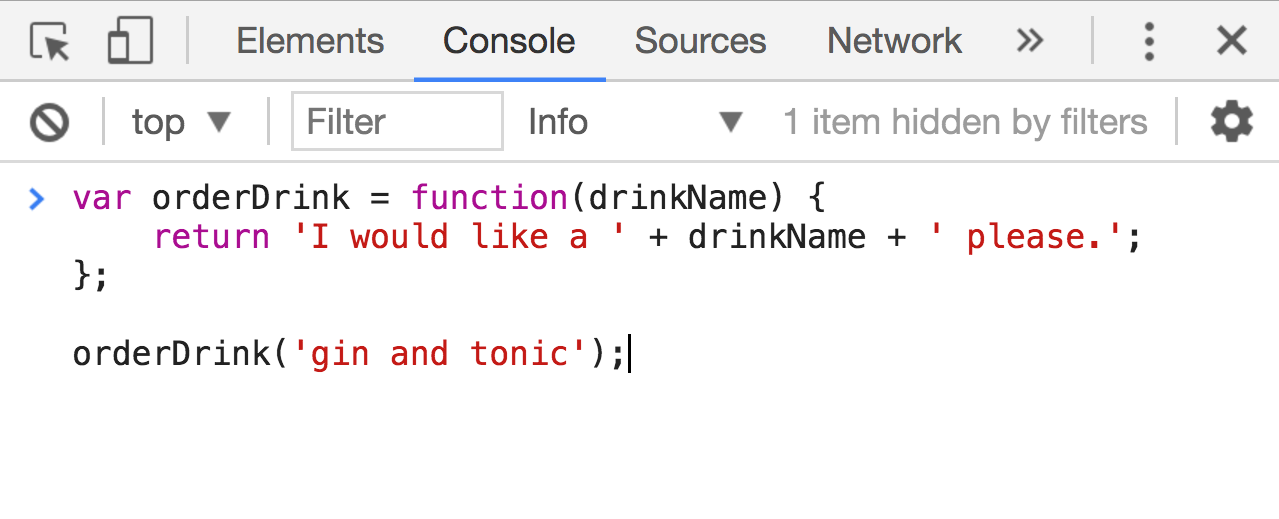 Elements Console Sources Network »
top ▼ Filter Info ▼ 1 item hidden by filters
> var orderDrink = function(drinkName) {
    return 'I would like a ' + drinkName + ' please.';
};
orderDrink('gin and tonic');